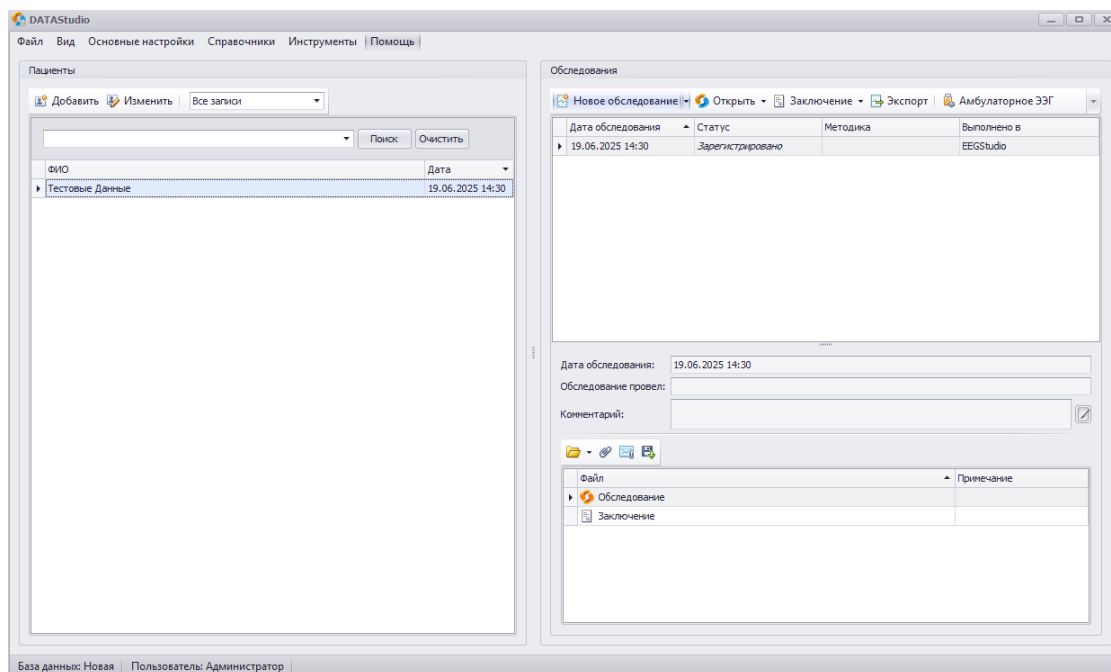 DATAStudio
Файл Вид Основные настройки Справочники Инструменты Помощь
Пациенты
Добавить Изменить Все записи
Поиск Очистить
ФИО Дата
Тестовые Данные 19.06.2025 14:30
Обследования
Новое обследование Открыть Заключение Экспорт Амбулаторное ЭЭГ
Дата обследования Статус Методика Выполнено в
19.06.2025 14:30 Зарегистрировано EEGStudio
Дата обследования: 19.06.2025 14:30
Обследование провел:
Комментарий:
Файл Примечание
Обследование
Заключение
База данных: Новая Пользователь: Администратор